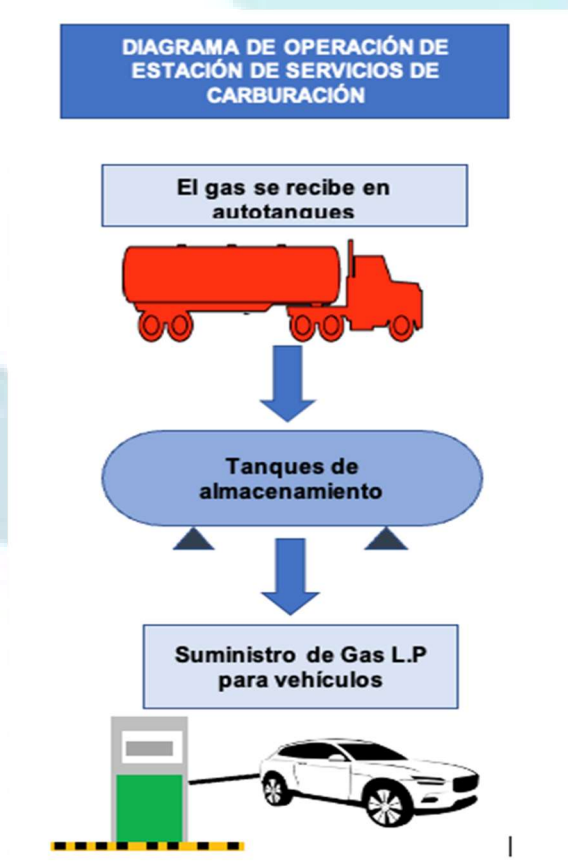 DIAGRAMA DE OPERACIÓN DE
ESTACIÓN DE SERVICIOS DE
CARBURACIÓN
El gas se recibe en
autotanques
Tanques de
almacenamiento
Suministro de Gas L.P
para vehículos